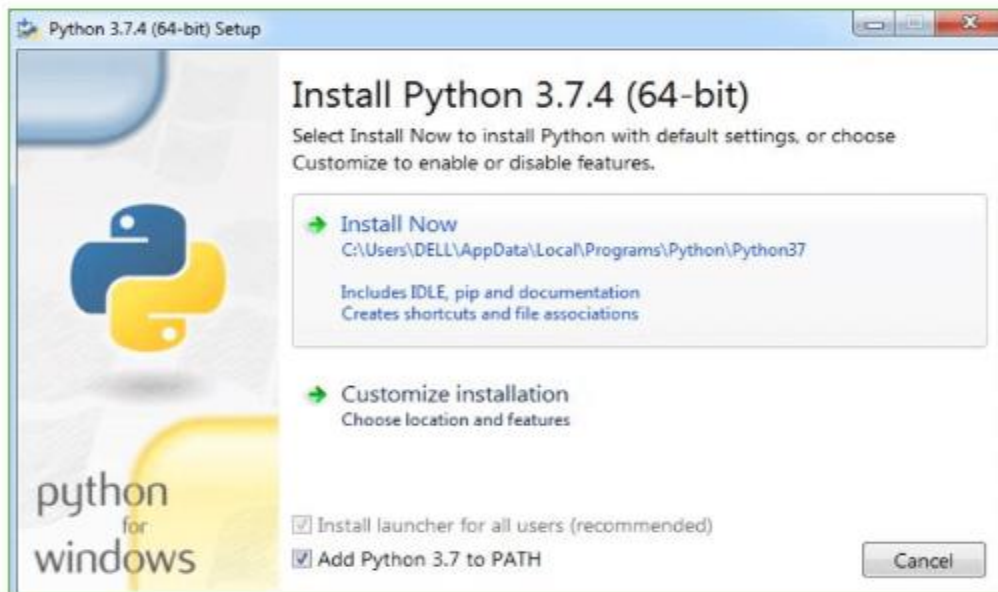 Python 3.7.4 (64-bit) Setup
Install Python 3.7.4 (64-bit)
Select Install Now to install Python with default settings, or choose
Customize to enable or disable features.
Install Now
C:\Users\DELL\AppData\Local\Programs\Python\Python37
Includes IDLE, pip and documentation
Creates shortcuts and file associations
Customize installation
Choose location and features
python
for
windows
Install launcher for all users (recommended)
Add Python 3.7 to PATH
Cancel